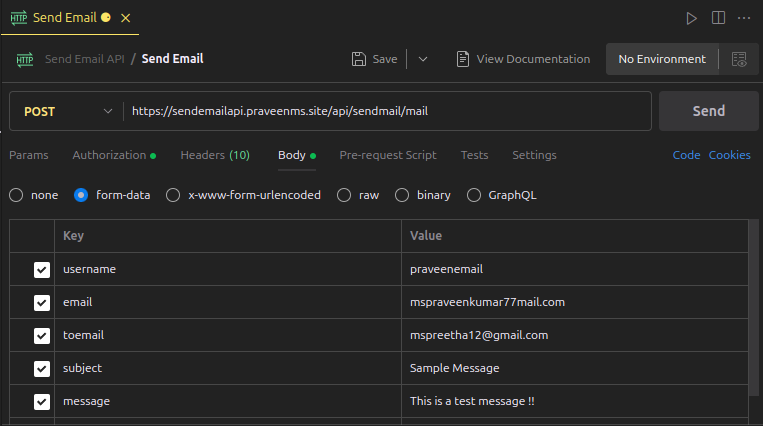 HTTP Send Email
HTTP Send Email API / Send Email Save View Documentation No Environment
POST https://sendemailapi.praveenms.site/api/sendmail/mail Send
Params Authorization Headers (10) Body Pre-request Script Tests Settings Code Cookies
none form-data x-www-form-urlencoded raw binary GraphQL
Key Value
username praveenemail
email mspraveenkumar77mail.com
toemail mspreetha12@gmail.com
subject Sample Message
message This is a test message !!